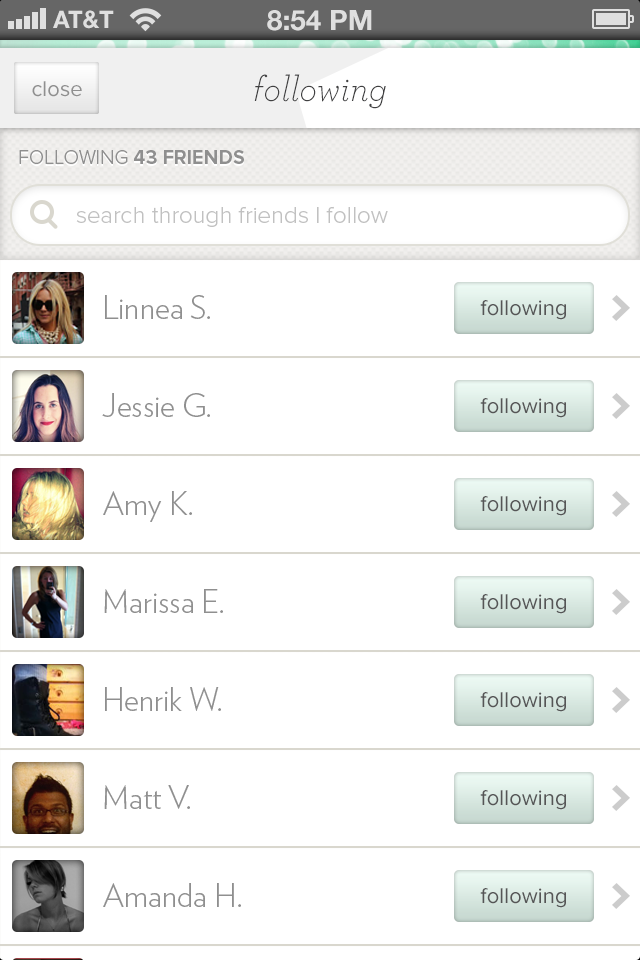 AT&T 8:54 PM
close following
FOLLOWING 43 FRIENDS
search through friends I follow
Linnea S. following
Jessie G. following
Amy K. following
Marissa E. following
Henrik W. following
Matt V. following
Amanda H. following